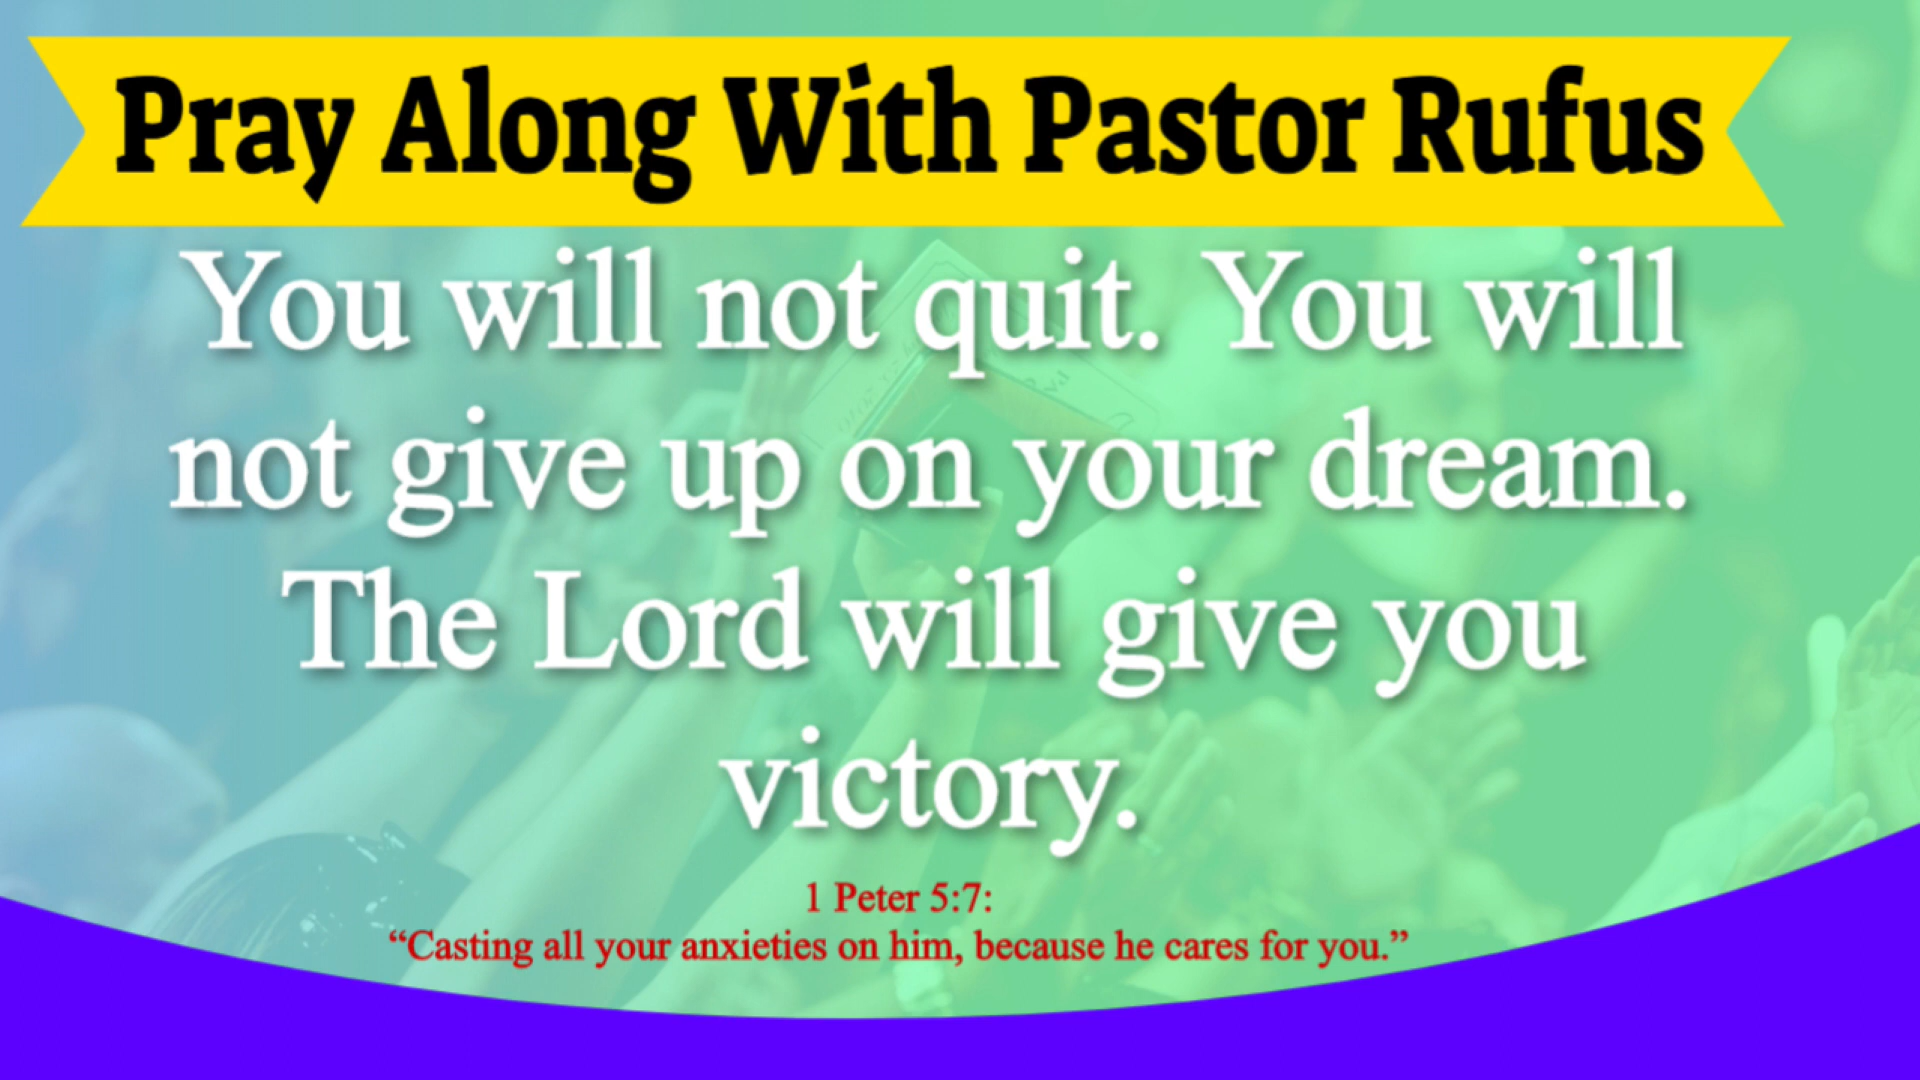 Pray Along With Pastor Rufus
You will not quit. You will
not give up on your dream.
The Lord will give you
victory.
1 Peter 5:7:
“Casting all your anxieties on him, because he cares for you.”